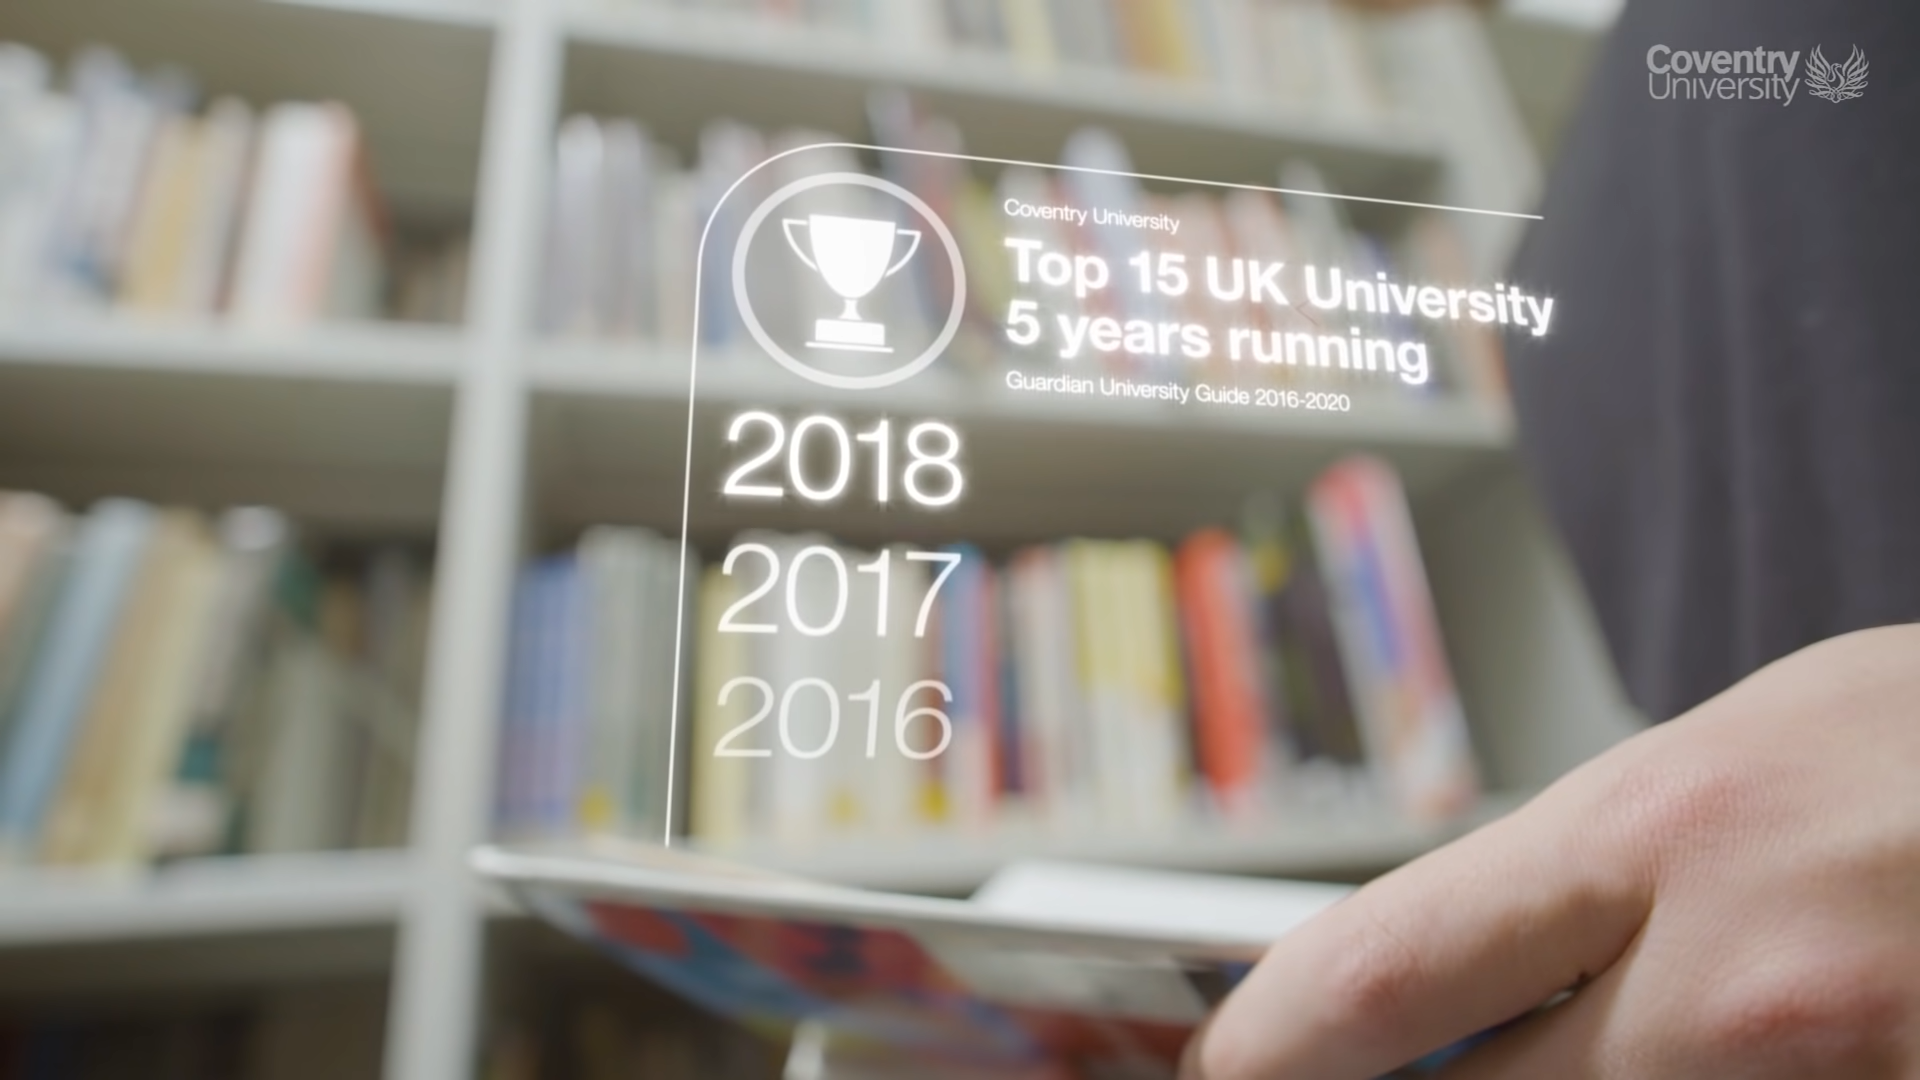 Coventry
University
Coventry University
Top 15 UK University
5 years running
Guardian University Guide 2016-2020
2018
2017
2016